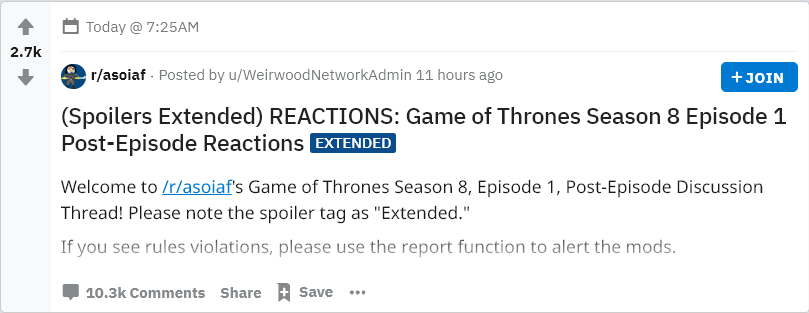 Today @ 7:25AM
2.7k
r/asoiaf · Posted by u/WeirwoodNetworkAdmin 11 hours ago
+ JOIN
(Spoilers Extended) REACTIONS: Game of Thrones Season 8 Episode 1
Post-Episode Reactions EXTENDED
Welcome to /r/asoiaf's Game of Thrones Season 8, Episode 1, Post-Episode Discussion
Thread! Please note the spoiler tag as "Extended."
If you see rules violations, please use the report function to alert the mods.
10.3k Comments Share Save